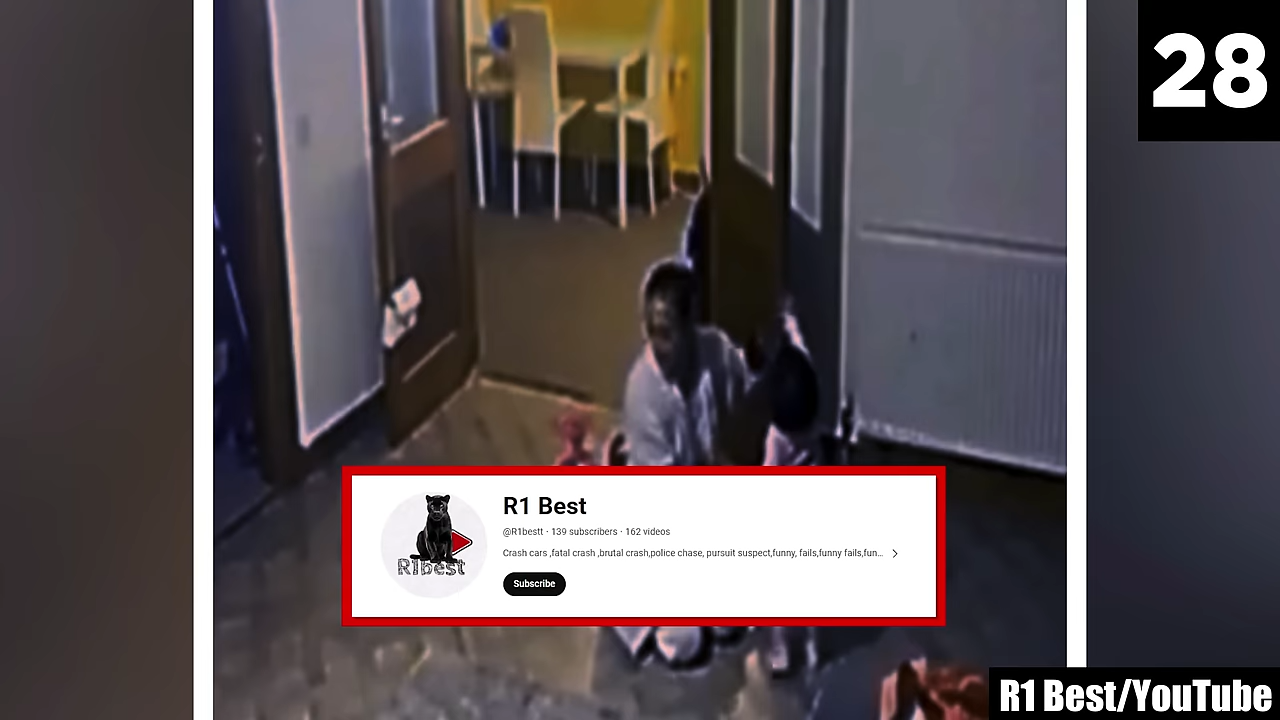 28
R1 Best
@R1bestt · 139 subscribers · 162 videos
Crash cars ,fatal crash ,brutal crash,police chase, pursuit suspect,funny, fails,funny fails,fun...
R1best
Subscribe
R1 Best/YouTube